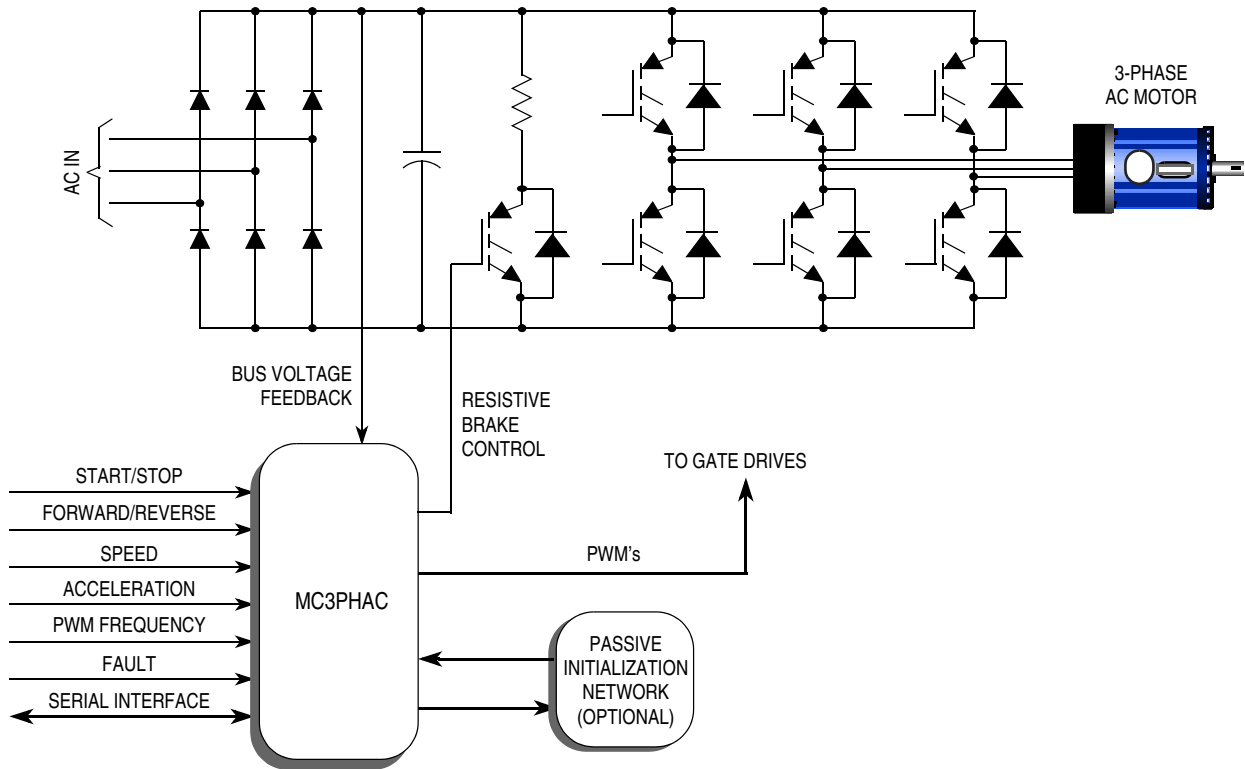 3-PHASE
AC MOTOR
AC IN
BUS VOLTAGE
FEEDBACK
RESISTIVE
BRAKE
CONTROL
TO GATE DRIVES
START/STOP
FORWARD/REVERSE
SPEED
ACCELERATION
PWM FREQUENCY
FAULT
SERIAL INTERFACE
MC3PHAC
PWM's
PASSIVE
INITIALIZATION
NETWORK
(OPTIONAL)